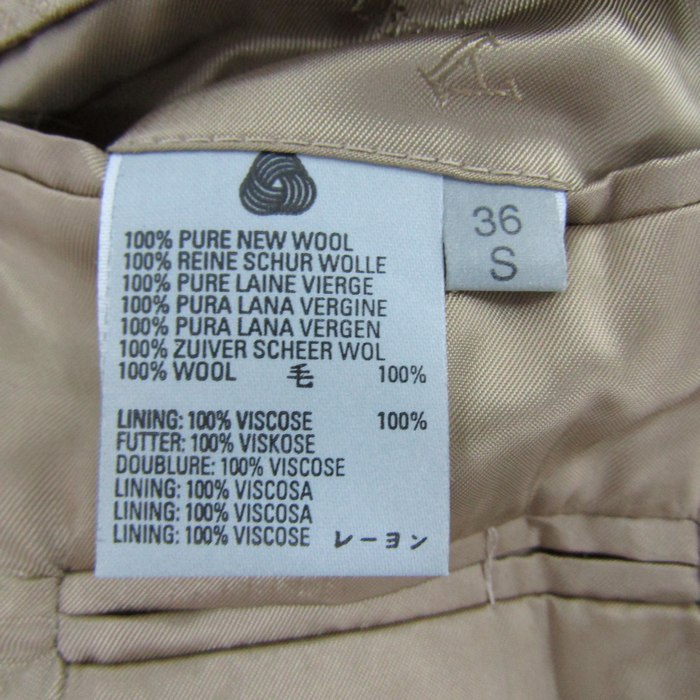 100% PURE NEW WOOL
100% REINE SCHUR WOLLE
100% PURE LAINE VIERGE
100% PURA LANA VERGINE
100% PURA LANA VERGEN
100% ZUIVER SCHEER WOL
100% WOOL 毛 100%
LINING: 100% VISCOSE 100%
FUTTER: 100% VISKOSE
DOUBLURE: 100% VISCOSE
LINING: 100% VISCOSA
LINING: 100% VISCOSA
LINING: 100% VISCOSE レーヨン
36
S